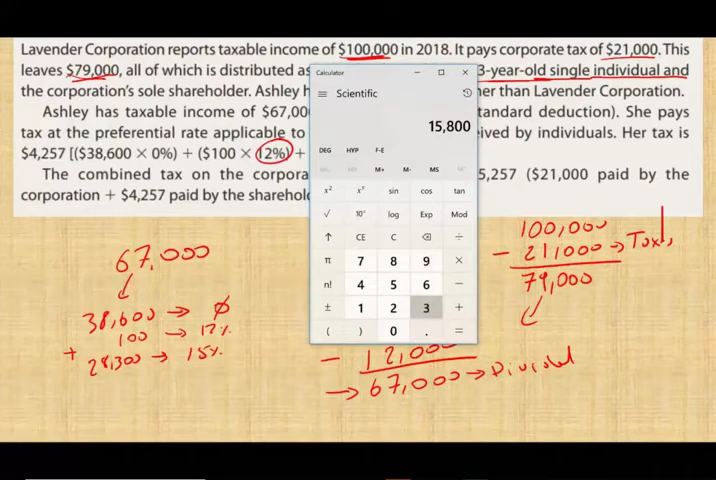 Lavender Corporation reports taxable income of $100,000 in 2018. It pays corporate tax of $21,000. This
leaves $79,000, all of which is distributed as 3-year-old single individual and
the corporation's sole shareholder. Ashley h her than Lavender Corporation.
Ashley has taxable income of $67,00 tandard deduction). She pays
tax at the preferential rate applicable to eived by individuals. Her tax is
$4,257 [($38,600 × 0%) + ($100 × 12%) +
The combined tax on the corpora 5,257 ($21,000 paid by the
corporation + $4,257 paid by the sharehol
Calculator
Scientific
15,800
DEG HYP F-E
MC MR M+ M- MS M
x² xʸ sin cos tan
√ 10ˣ log Exp Mod
↑ CE C ⌫ ÷
π 7 8 9 ×
n! 4 5 6 −
± 1 2 3 +
( ) 0 . =
67,000
38,600 → 0
100 → 12%
+ 28,300 → 15%
100,000
- 21,000 → Tax
79,000
- 12,000
→ 67,000 → Dividend